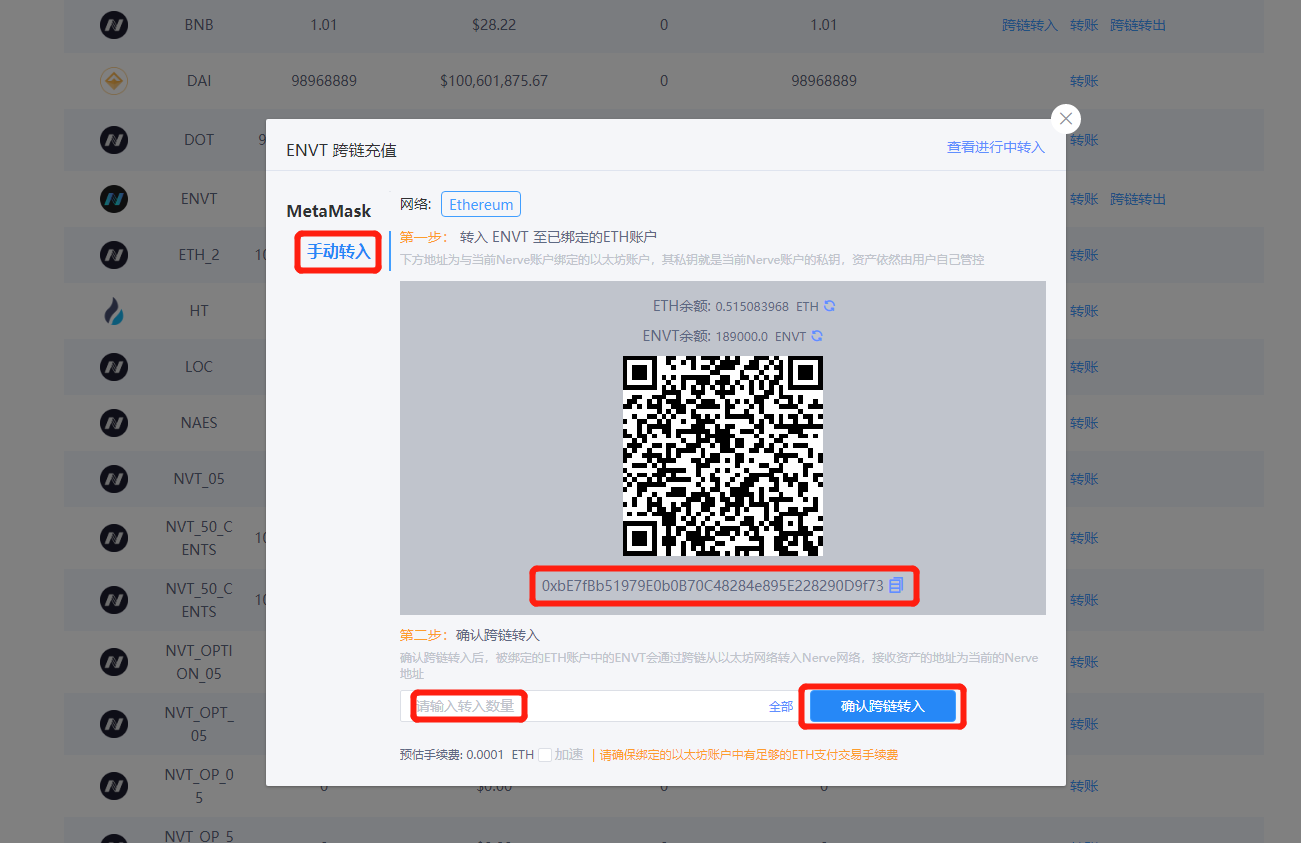 BNB 1.01 $28.22 0 1.01 跨链转入 转账 跨链转出
DAI 98968889 $100,601,875.67 0 98968889 转账
DOT 9 转账
ENVT 转账 跨链转出
ETH_2 10 转账
HT 转账
LOC 转账
NAES 转账
NVT_05 转账
NVT_50_C
ENTS 10 转账
NVT_50_C
ENTS 10 转账
NVT_OPTI
ON_05 转账
NVT_OPT_
05 转账
NVT_OP_0
5 0 $0.00 0 0 转账
NVT_OP_5
ENVT 跨链充值
查看进行中转入
MetaMask
手动转入
网络: Ethereum
第一步: 转入 ENVT 至已绑定的ETH账户
下方地址为与当前Nerve账户绑定的以太坊账户，其私钥就是当前Nerve账户的私钥，资产依然由用户自己管控
ETH余额: 0.515083968 ETH
ENVT余额: 189000.0 ENVT
0xbE7fBb51979E0b0B70C48284e895E228290D9f73
第二步: 确认跨链转入
确认跨链转入后，被绑定的ETH账户中的ENVT会通过跨链从以太坊网络转入Nerve网络，接收资产的地址为当前的Nerve
地址
请输入转入数量 全部 确认跨链转入
预估手续费: 0.0001 ETH 加速 | 请确保绑定的以太坊账户中有足够的ETH支付交易手续费